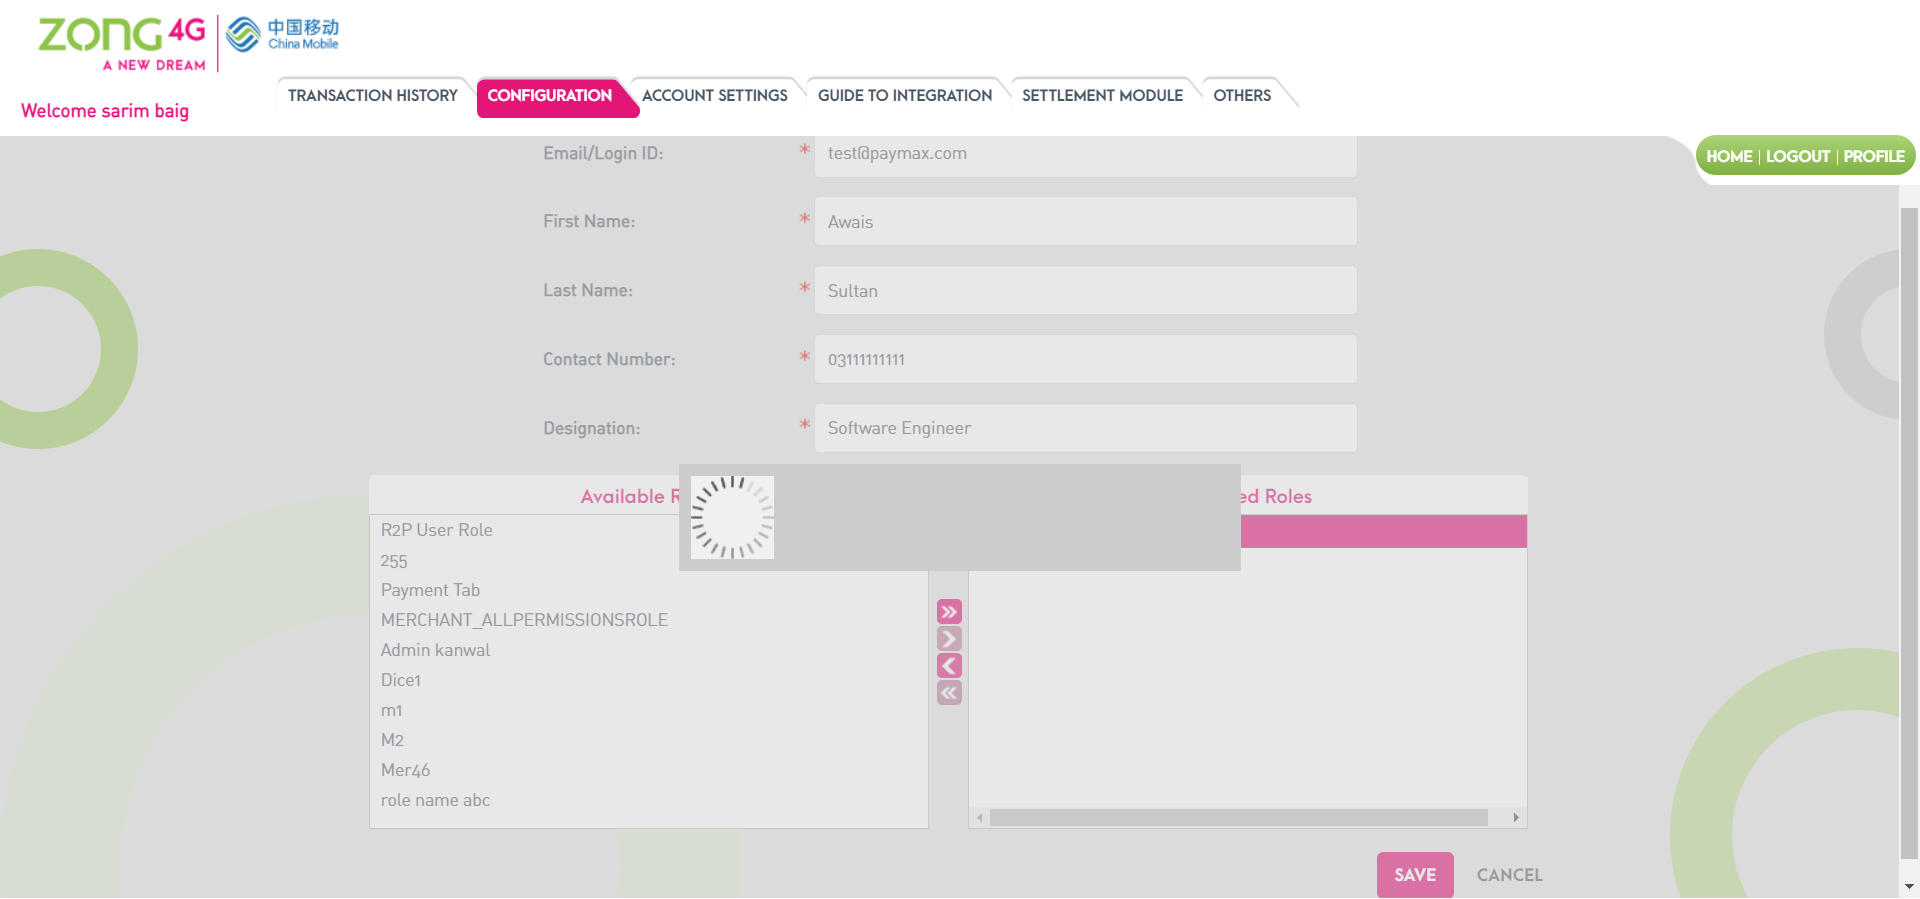 ZONG 4G
A NEW DREAM
中国移动
China Mobile
Welcome sarim baig
TRANSACTION HISTORY
CONFIGURATION
ACCOUNT SETTINGS
GUIDE TO INTEGRATION
SETTLEMENT MODULE
OTHERS
HOME | LOGOUT | PROFILE
Email/Login ID: * test@paymax.com
First Name: * Awais
Last Name: * Sultan
Contact Number: * 03111111111
Designation: * Software Engineer
Available
Roles
R2P User Role
255
Payment Tab
MERCHANT_ALLPERMISSIONSROLE
Admin kanwal
Dice1
m1
M2
Mer46
role name abc
SAVE
CANCEL